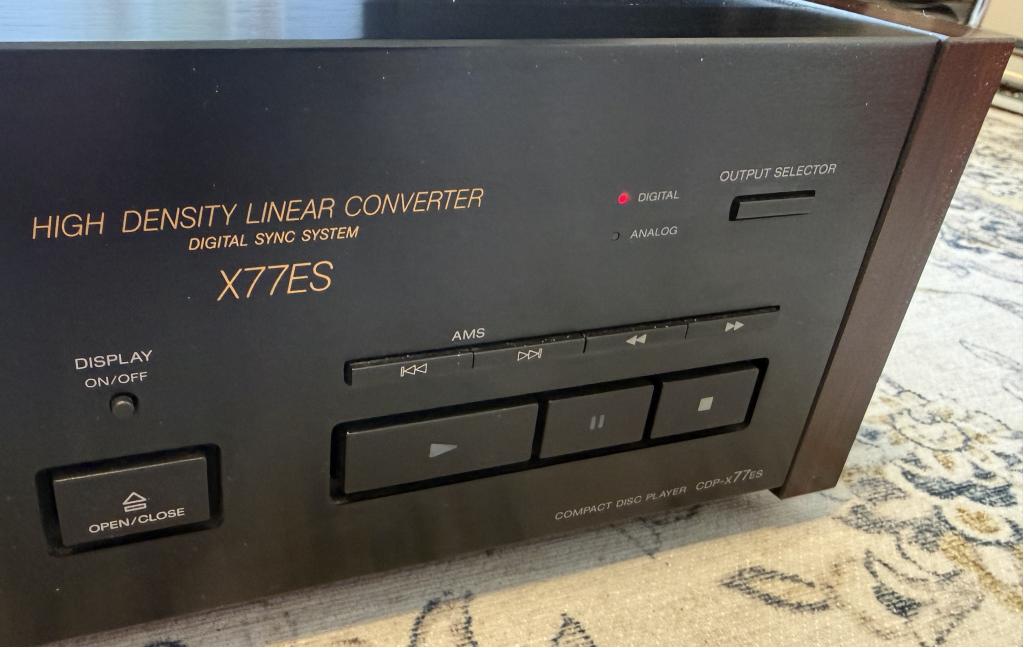 HIGH DENSITY LINEAR CONVERTER
DIGITAL SYNC SYSTEM
X77ES
DIGITAL
ANALOG
OUTPUT SELECTOR
DISPLAY
ON/OFF
AMS
OPEN/CLOSE
COMPACT DISC PLAYER CDP-X77ES